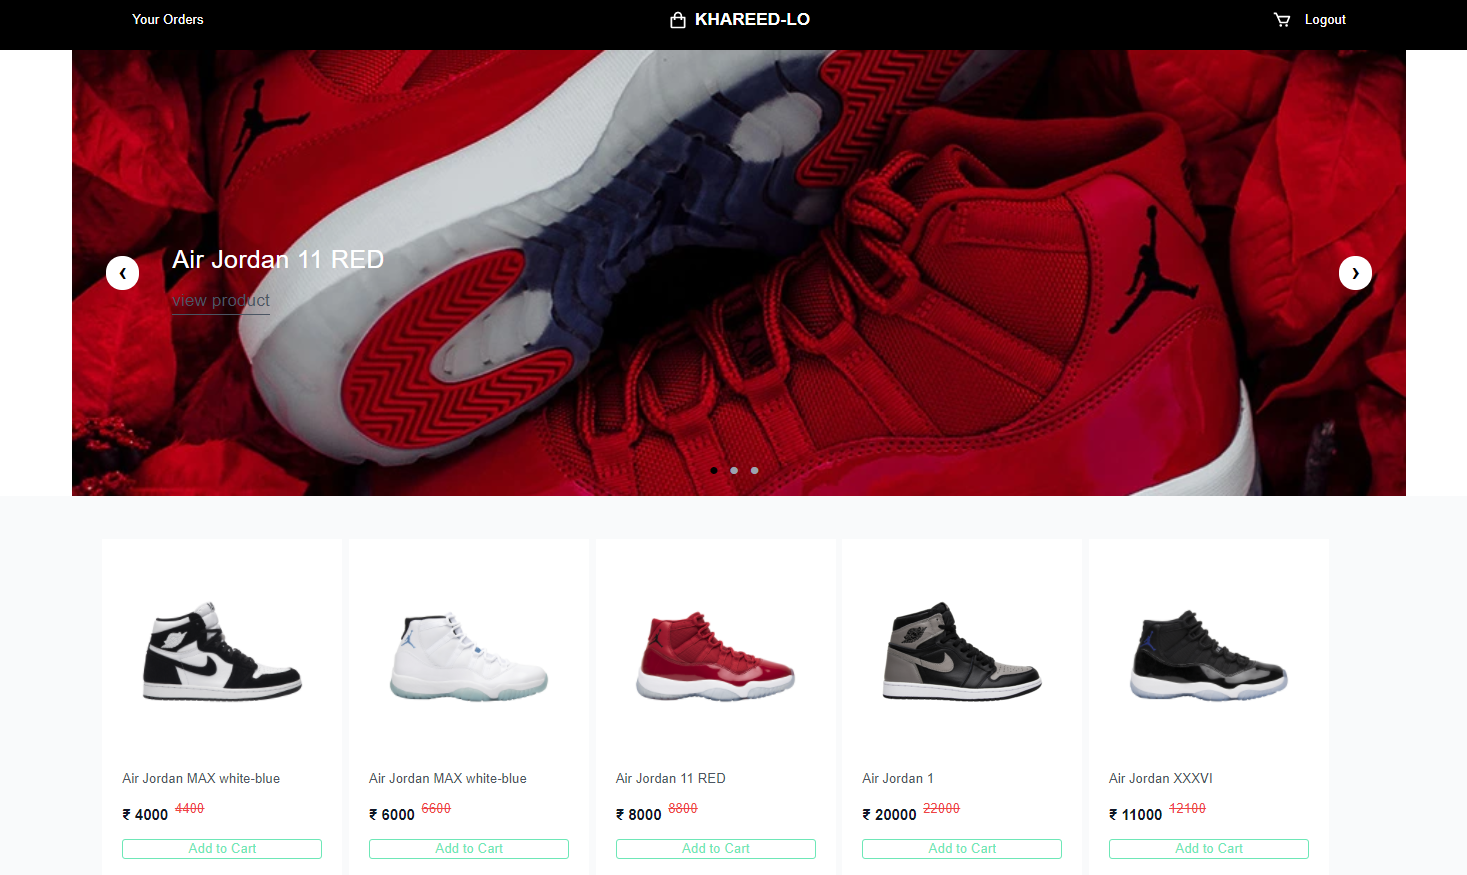 Your Orders
KHAREED-LO
Logout
Air Jordan 11 RED
view product
Air Jordan MAX white-blue
₹ 4000 4400
Add to Cart
Air Jordan MAX white-blue
₹ 6000 6600
Add to Cart
Air Jordan 11 RED
₹ 8000 8800
Add to Cart
Air Jordan 1
₹ 20000 22000
Add to Cart
Air Jordan XXXVI
₹ 11000 12100
Add to Cart